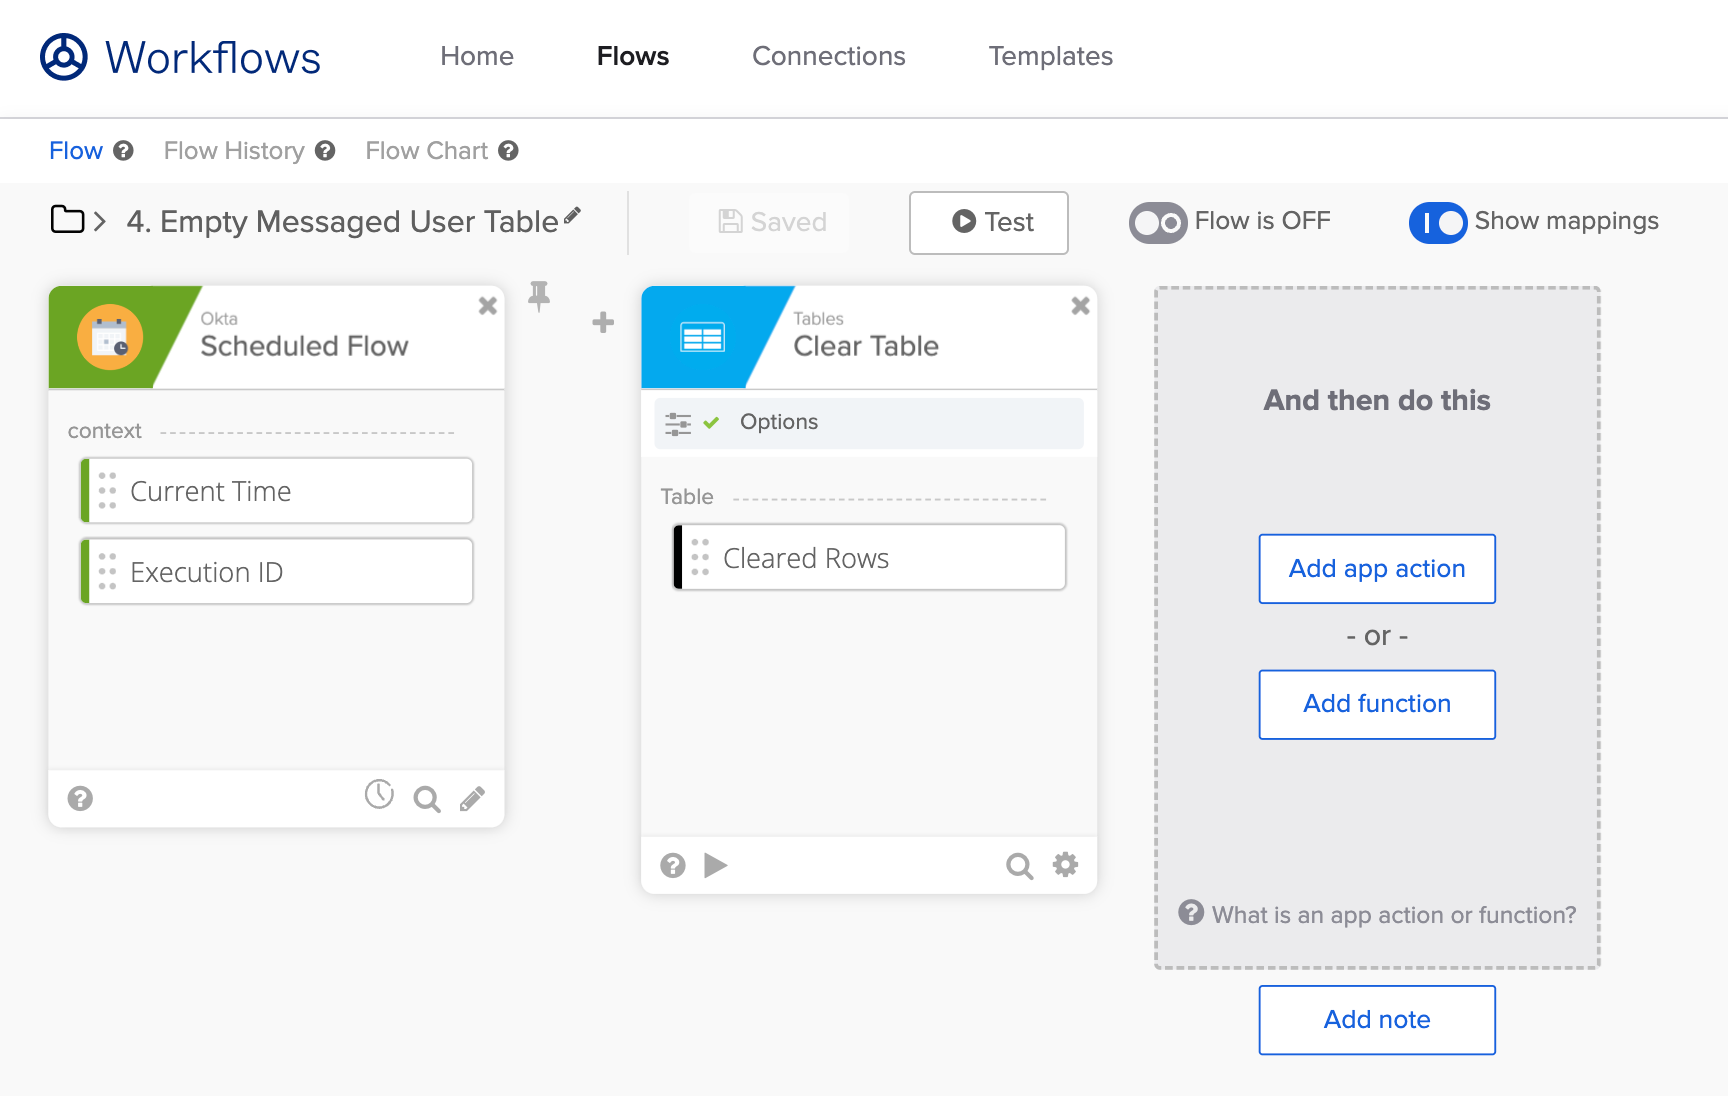 Workflows
Home
Flows
Connections
Templates
Flow
Flow History
Flow Chart
4. Empty Messaged User Table
Saved
Test
Flow is OFF
Show mappings
Okta
Scheduled Flow
context
Current Time
Execution ID
Tables
Clear Table
Options
Table
Cleared Rows
And then do this
Add app action
- or -
Add function
What is an app action or function?
Add note